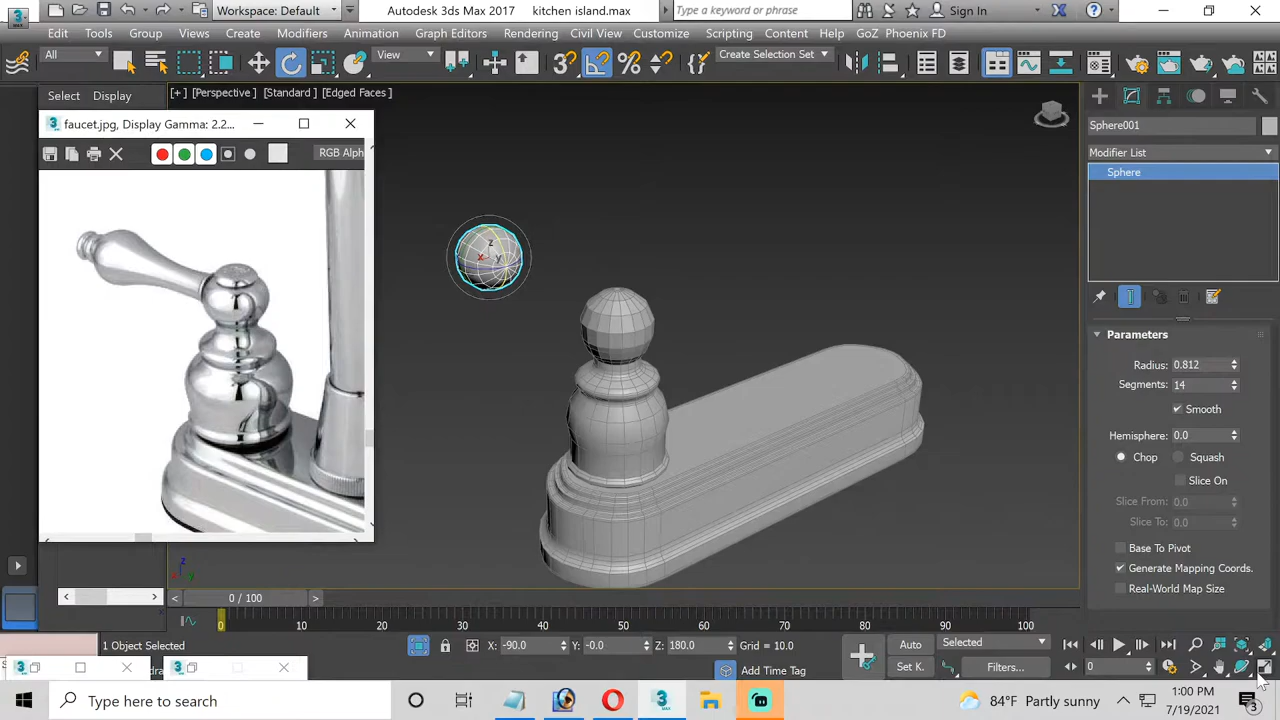 Workspace: Default
Autodesk 3ds Max 2017 kitchen island.max
Type a keyword or phrase
Sign In
Edit Tools Group Views Create Modifiers Animation Graph Editors Rendering Civil View Customize Scripting Content Help GoZ Phoenix FD
All
View
Create Selection Set
Select Display
[+] [Perspective] [Standard] [Edged Faces]
faucet.jpg, Display Gamma: 2.2...
RGB Alph
z
x y
z
x y
Sphere001
Modifier List
Sphere
Parameters
Radius: 0.812
Segments: 14
Smooth
Hemisphere: 0.0
Chop Squash
Slice On
Slice From: 0.0
Slice To: 0.0
Base To Pivot
Generate Mapping Coords.
Real-World Map Size
0 / 100
0 10 20 30 40 50 60 70 80 90 100
1 Object Selected
X: -90.0 Y: -0.0 Z: 180.0 Grid = 10.0
Auto Selected
Add Time Tag
Set K. Filters...
0
Type here to search
3 MAX
84°F Partly sunny
1:00 PM
7/19/2021
3